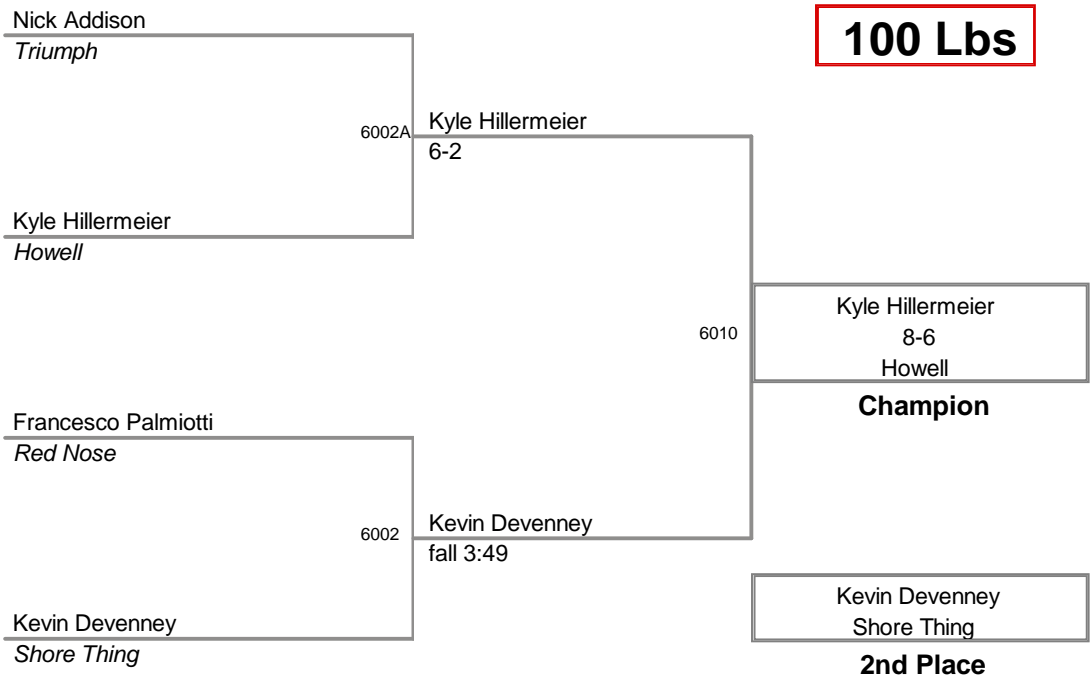 Nick Addison
Triumph
100 Lbs
6002A
Kyle Hillermeier
6-2
Kyle Hillermeier
Howell
6010
Kyle Hillermeier
8-6
Howell
Champion
Francesco Palmiotti
Red Nose
6002
Kevin Devenney
fall 3:49
Kevin Devenney
Shore Thing
Kevin Devenney
Shore Thing
2nd Place